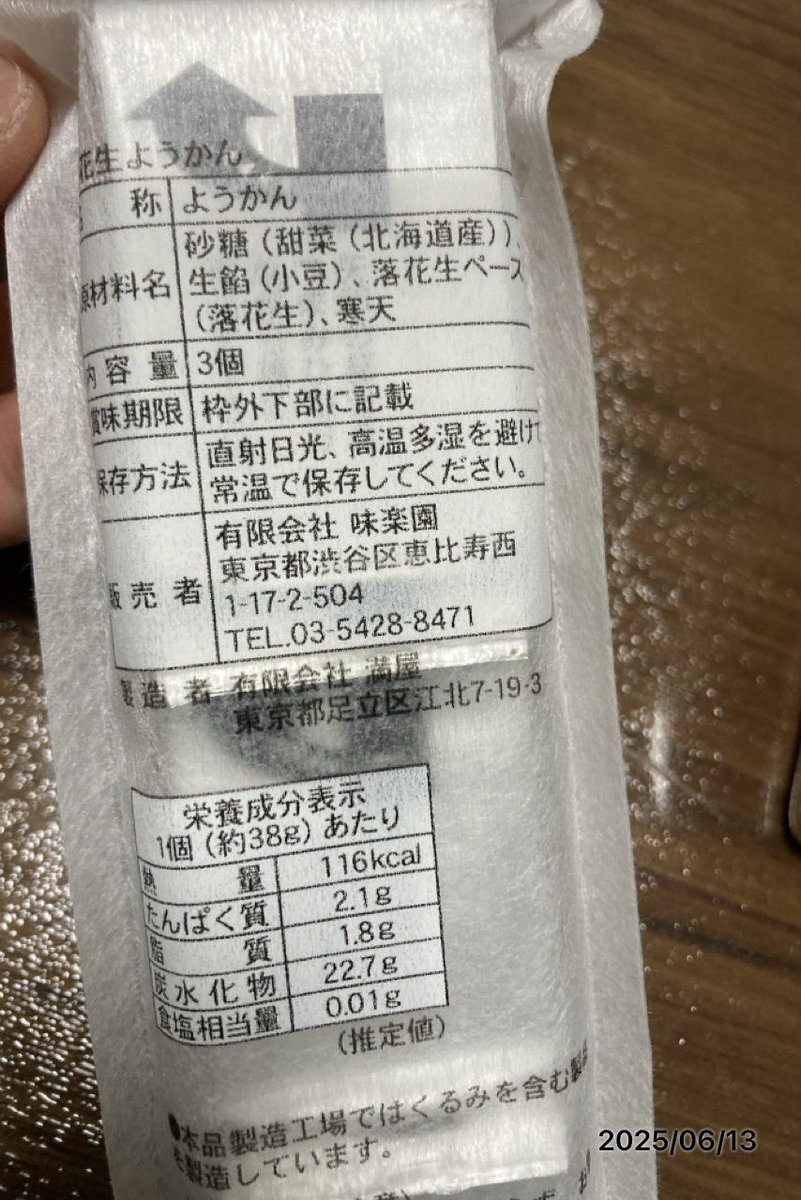 花生ようかん
称 ようかん
原材料名 砂糖（甜菜（北海道産））、
生餡（小豆）、落花生ペース
（落花生）、寒天
内容量 3個
賞味期限 枠外下部に記載
保存方法 直射日光、高温多湿を避けて
常温で保存してください。
販売者 有限会社 味楽園
東京都渋谷区恵比寿西
1-17-2-504
TEL.03-5428-8471
製造者 有限会社 満屋
東京都足立区江北7-19-3
栄養成分表示
1個（約38g）あたり
熱量 116kcal
たんぱく質 2.1g
脂質 1.8g
炭水化物 22.7g
食塩相当量 0.01g
（推定値）
●本品製造工場ではくるみを含む製
を製造しています。
2025/06/13